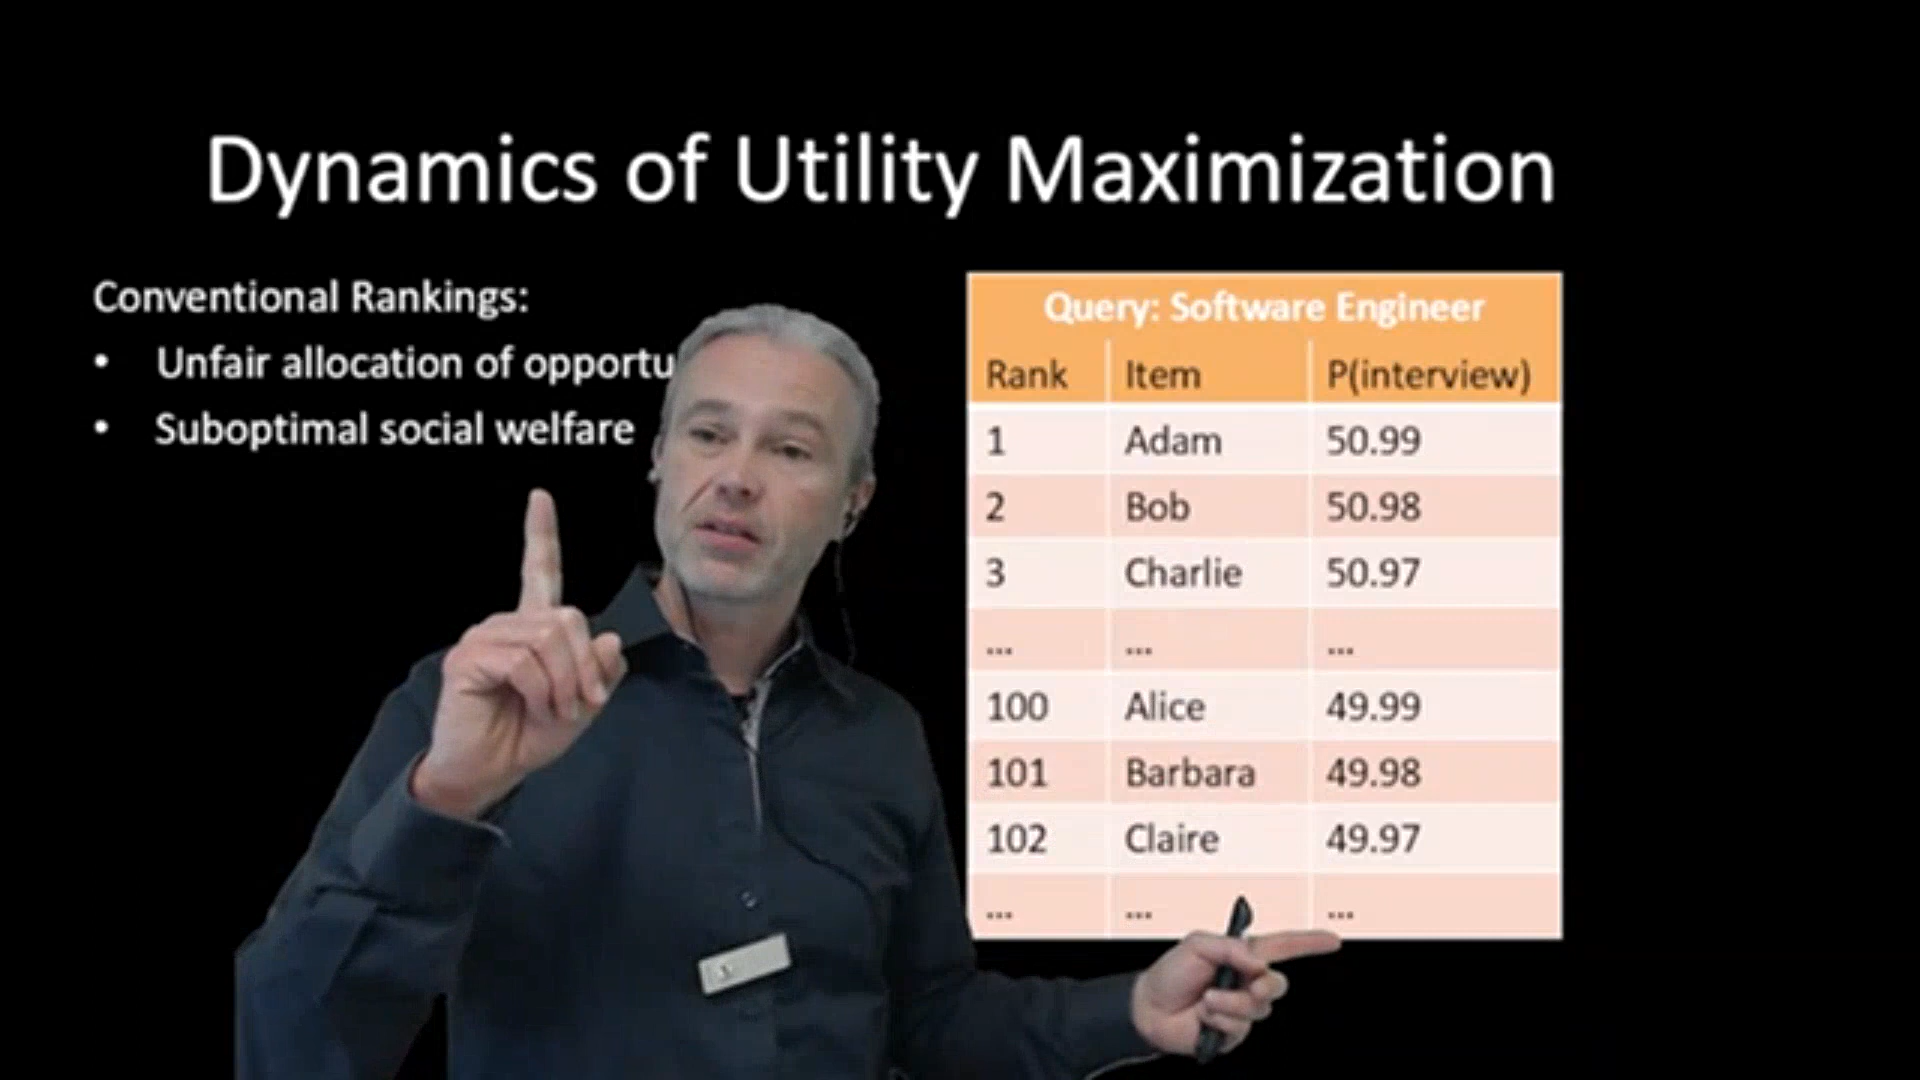 Dynamics of Utility Maximization
Conventional Rankings:
• Unfair allocation of opportu
• Suboptimal social welfare
Query: Software Engineer
Rank Item P(interview)
1 Adam 50.99
2 Bob 50.98
3 Charlie 50.97
... ... ...
100 Alice 49.99
101 Barbara 49.98
102 Claire 49.97
... ... ...